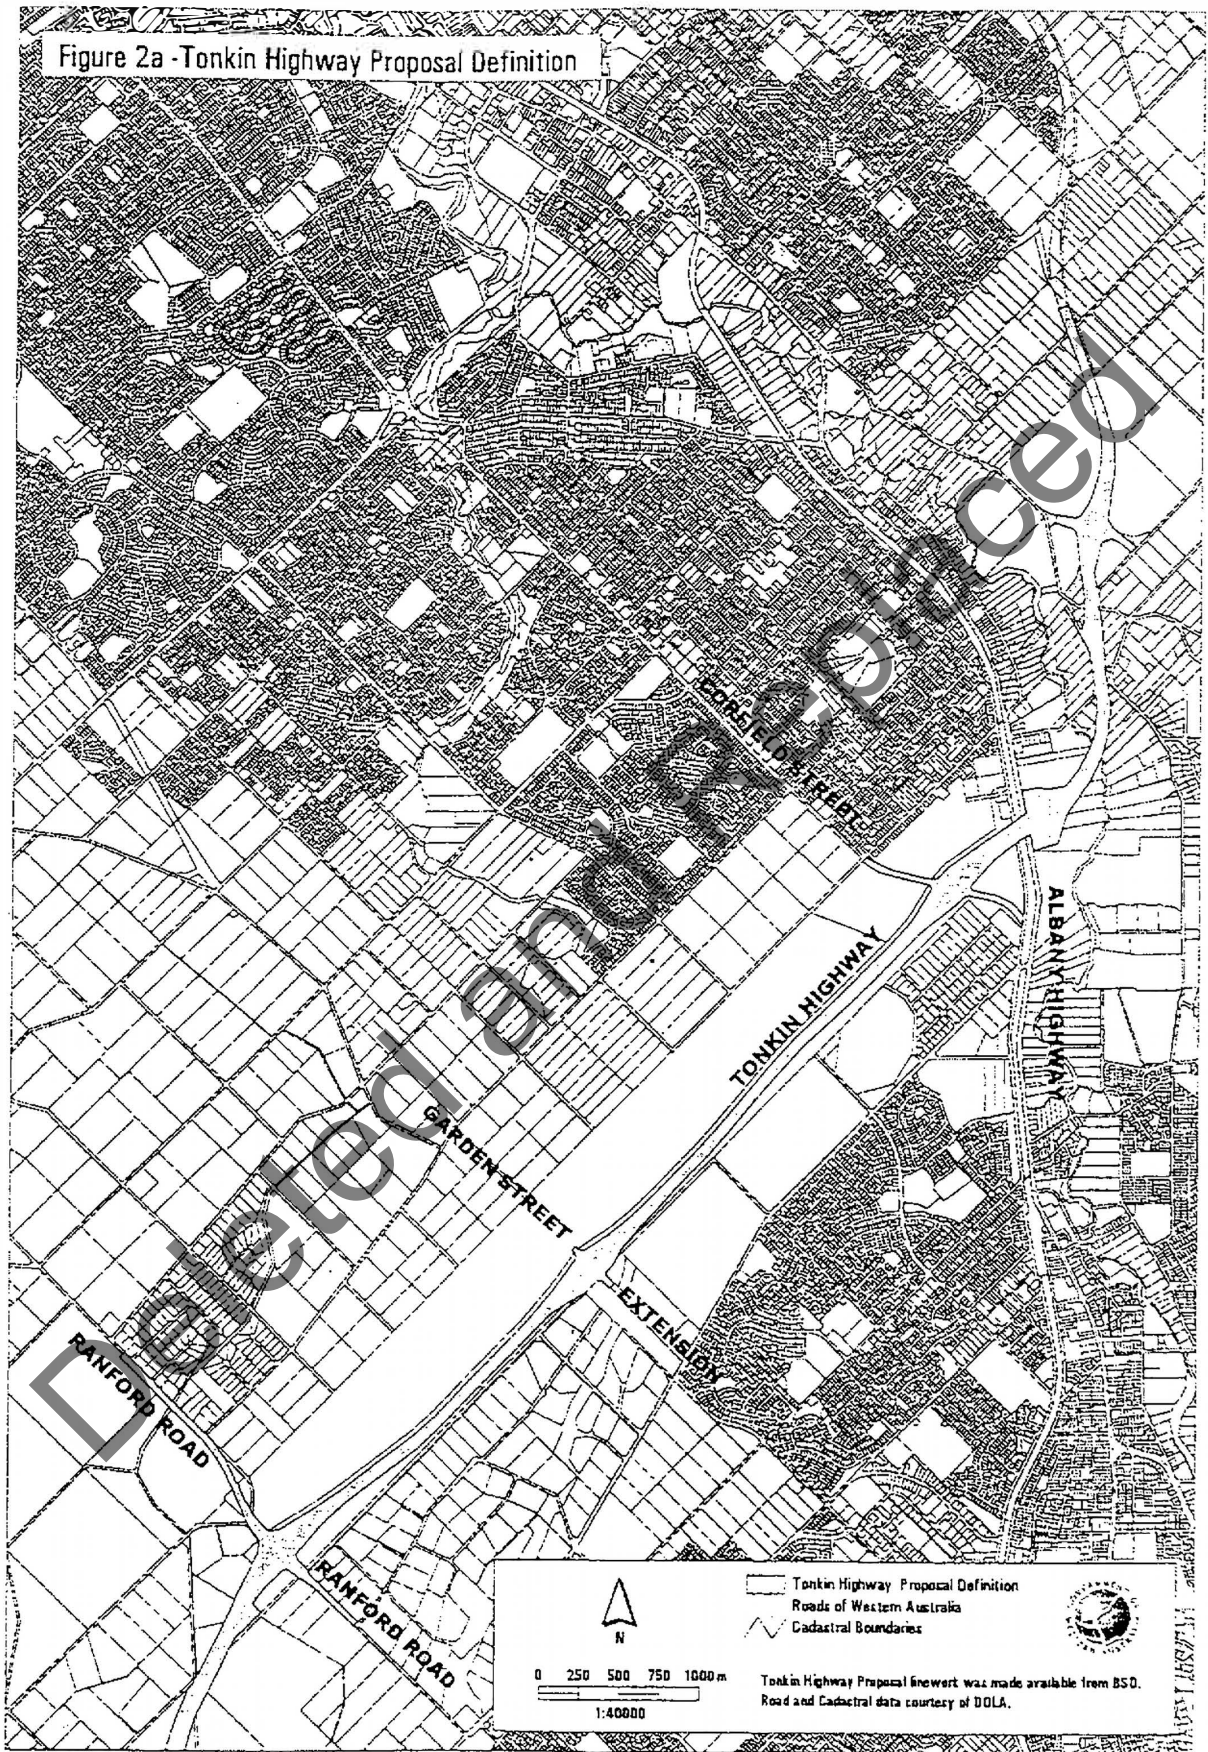 Figure 2a -Tonkin Highway Proposal Definition
Deleted and Replaced
CORFIELD STREET
ALBANY HIGHWAY
TONKIN HIGHWAY
GARDEN STREET
EXTENSION
RANFORD ROAD
RANFORD ROAD
N
0 250 500 750 1000m
1:40000
Tonkin Highway Proposal Definition
Roads of Western Australia
Cadastral Boundaries
Tonkin Highway Proposal linework was made available from BSD.
Road and Cadastral data courtesy of DOLA.